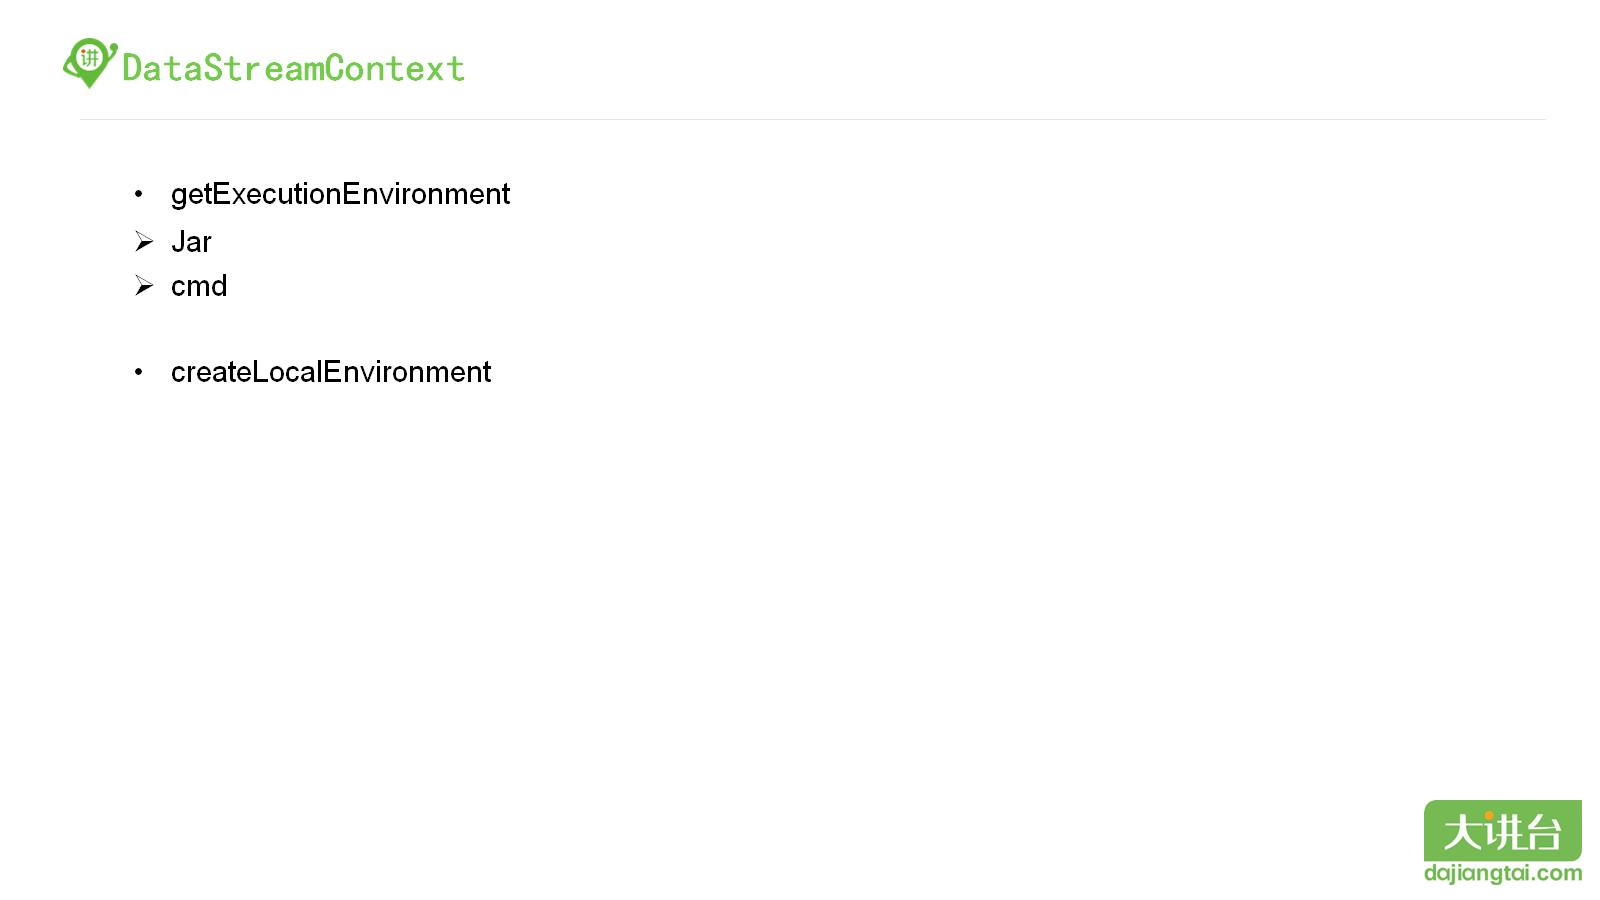 讲 DataStreamContext
• getExecutionEnvironment
➢ Jar
➢ cmd
• createLocalEnvironment
大讲台
dajiangtai.com